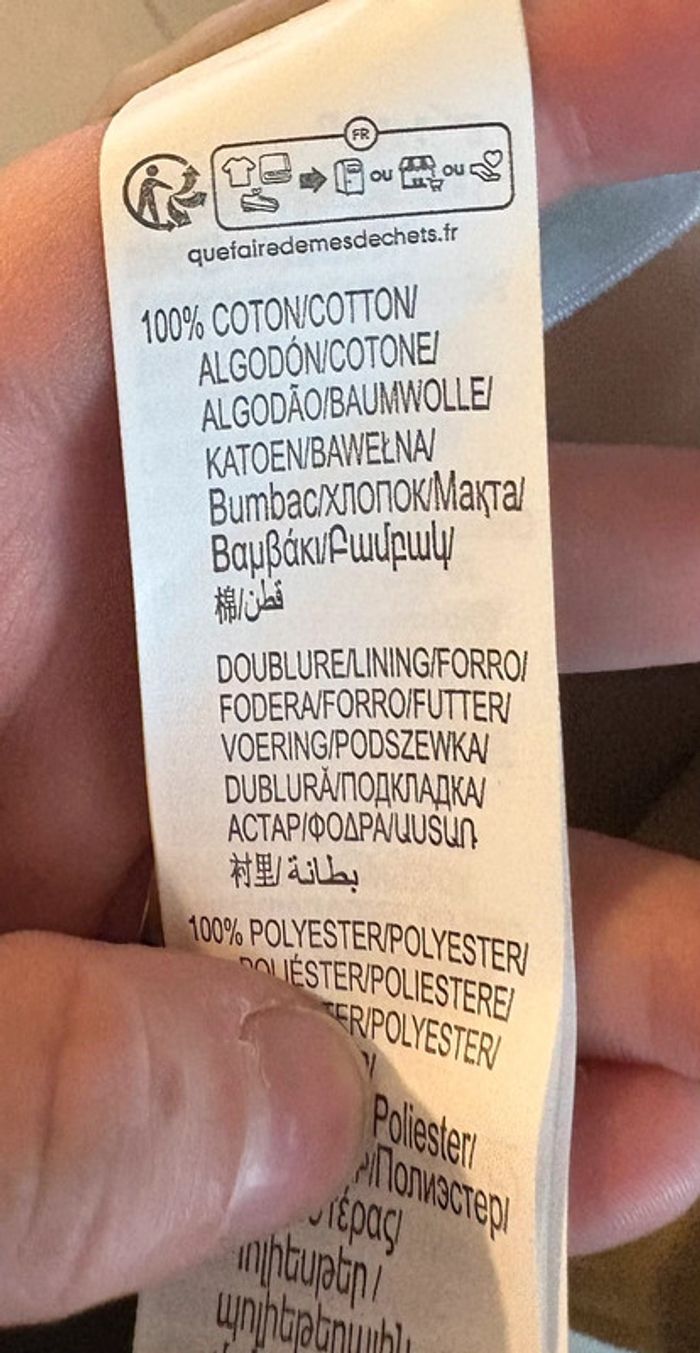 FR
ou ou
quefairedemesdechets.fr
100% COTON/COTTON/
ALGODÓN/COTONE/
ALGODÃO/BAUMWOLLE/
KATOEN/BAWEŁNA/
Bumbac/ХЛОПОК/Мақта/
Βαμβάκι/Բամբակ/
棉/قطن
DOUBLURE/LINING/FORRO/
FODERA/FORRO/FUTTER/
VOERING/PODSZEWKA/
DUBLURĂ/ПОДКЛАДКА/
АСТАР/ΦΟΔΡΑ/ԱՍՏԱՌ
衬里/بطانة
100% POLYESTER/POLYESTER/
POLIÉSTER/POLIESTERE/
/POLYESTER/
Poliester/
/Полиэстер/